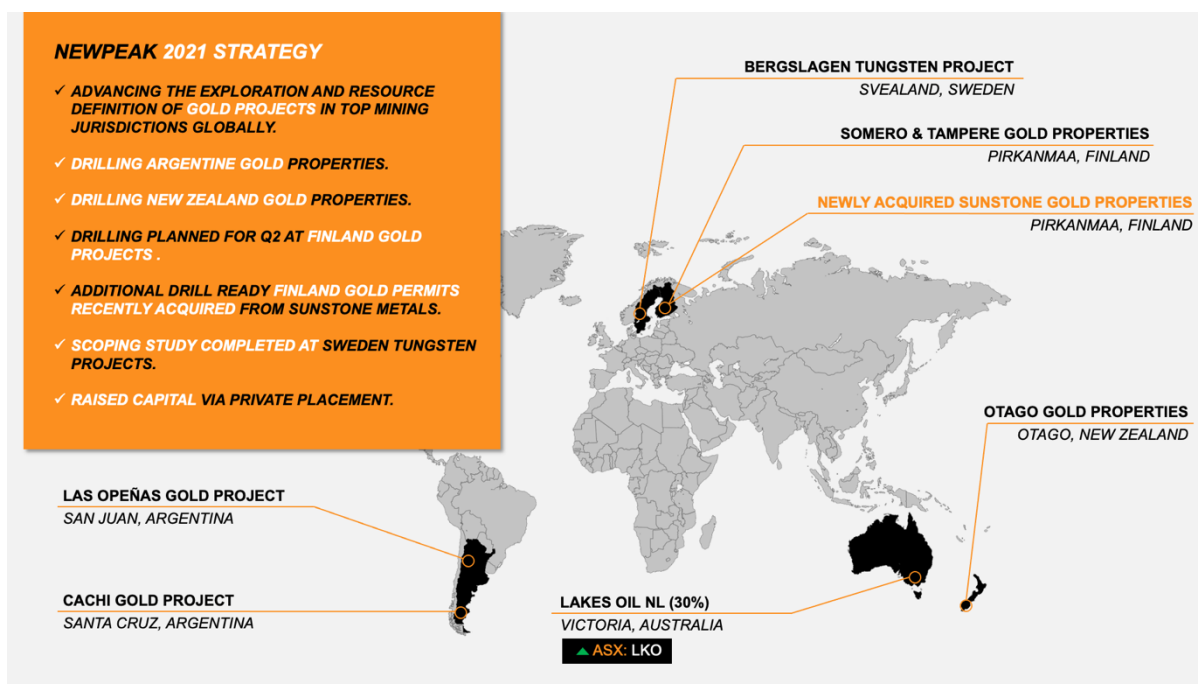 NEWPEAK 2021 STRATEGY
✓ ADVANCING THE EXPLORATION AND RESOURCE
DEFINITION OF GOLD PROJECTS IN TOP MINING
JURISDICTIONS GLOBALLY.
✓ DRILLING ARGENTINE GOLD PROPERTIES.
✓ DRILLING NEW ZEALAND GOLD PROPERTIES.
✓ DRILLING PLANNED FOR Q2 AT FINLAND GOLD
PROJECTS .
✓ ADDITIONAL DRILL READY FINLAND GOLD PERMITS
RECENTLY ACQUIRED FROM SUNSTONE METALS.
✓ SCOPING STUDY COMPLETED AT SWEDEN TUNGSTEN
PROJECTS.
✓ RAISED CAPITAL VIA PRIVATE PLACEMENT.
BERGSLAGEN TUNGSTEN PROJECT
SVEALAND, SWEDEN
SOMERO & TAMPERE GOLD PROPERTIES
PIRKANMAA, FINLAND
NEWLY ACQUIRED SUNSTONE GOLD PROPERTIES
PIRKANMAA, FINLAND
OTAGO GOLD PROPERTIES
OTAGO, NEW ZEALAND
LAS OPEÑAS GOLD PROJECT
SAN JUAN, ARGENTINA
CACHI GOLD PROJECT
SANTA CRUZ, ARGENTINA
LAKES OIL NL (30%)
VICTORIA, AUSTRALIA
ASX: LKO